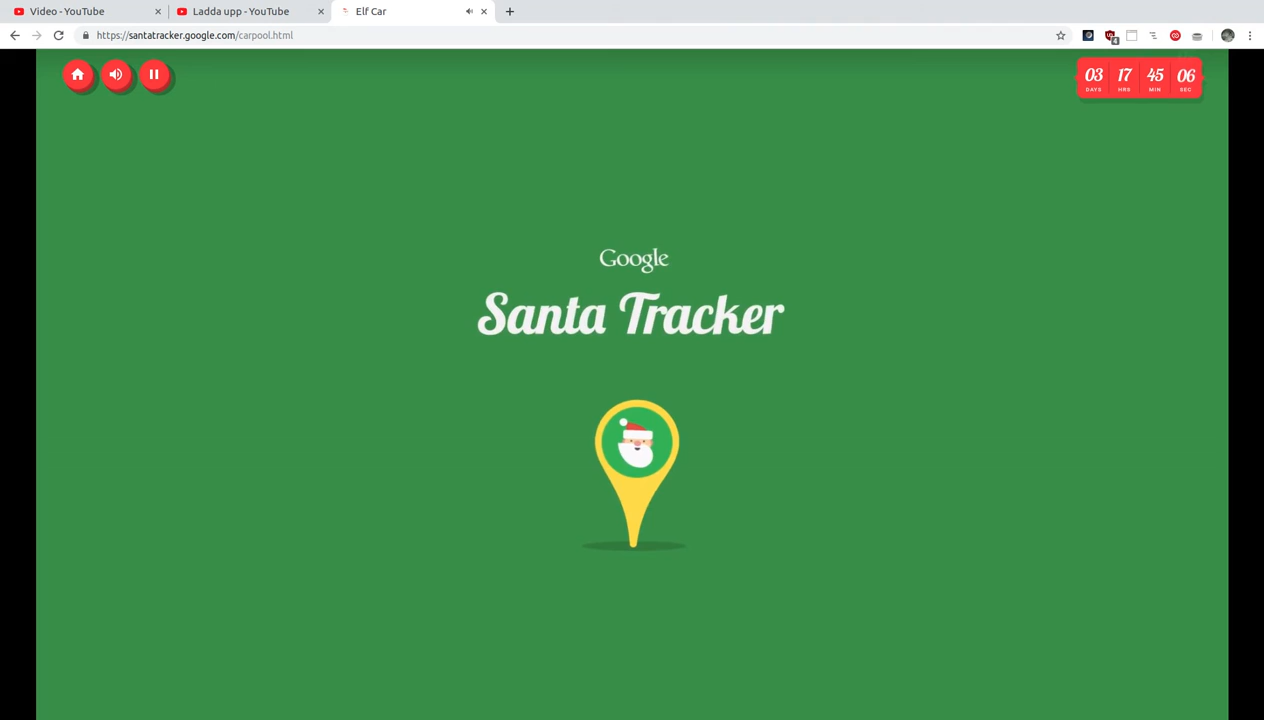 Video - YouTube
Ladda upp - YouTube
Elf Car
https://santatracker.google.com/carpool.html
4
03 17 45 06
DAYS HRS MIN SEC
Google
Santa Tracker